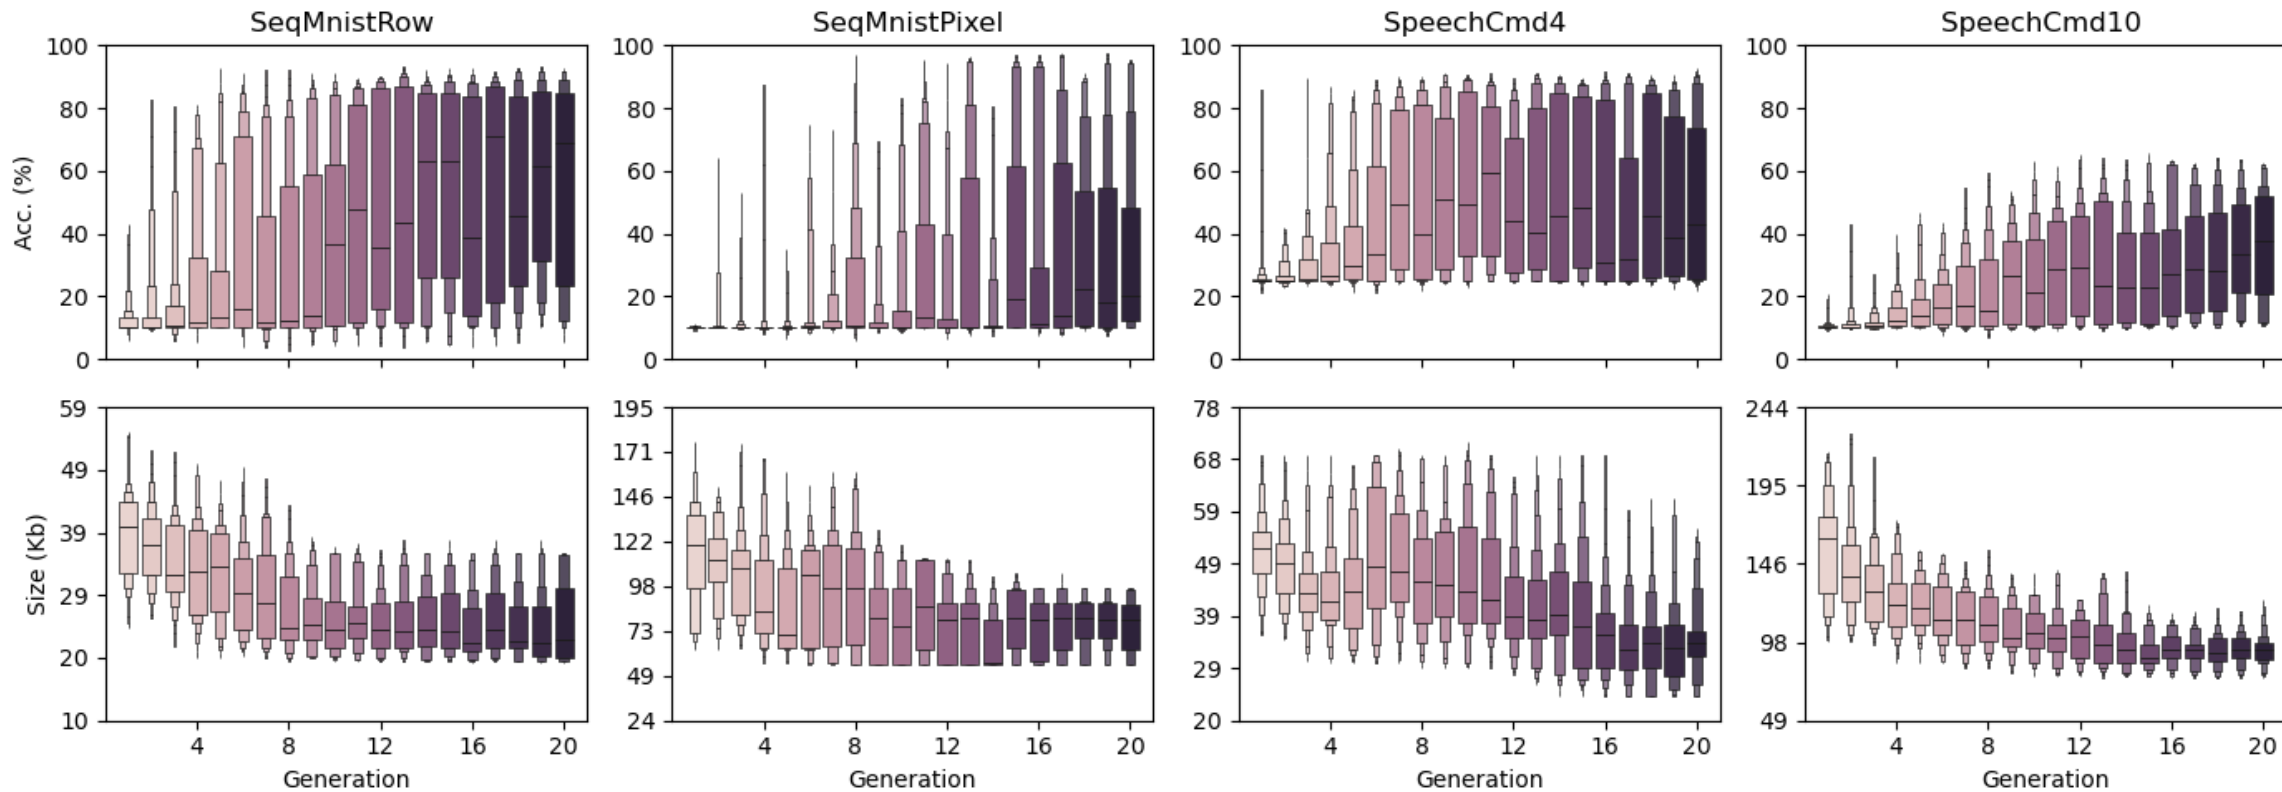 SeqMnistRow SeqMnistPixel SpeechCmd4 SpeechCmd10
100 100 100 100
80 80 80 80
60 60 60 60
Acc. (%)
40 40 40 40
20 20 20 20
0 0 0 0
59 195 78 244
49 171 68 195
39 146 59 146
Size (Kb)
29 122 49 98
20 98 39 49
10 73 29
49 20
24
4 8 12 16 20 4 8 12 16 20 4 8 12 16 20 4 8 12 16 20
Generation Generation Generation Generation